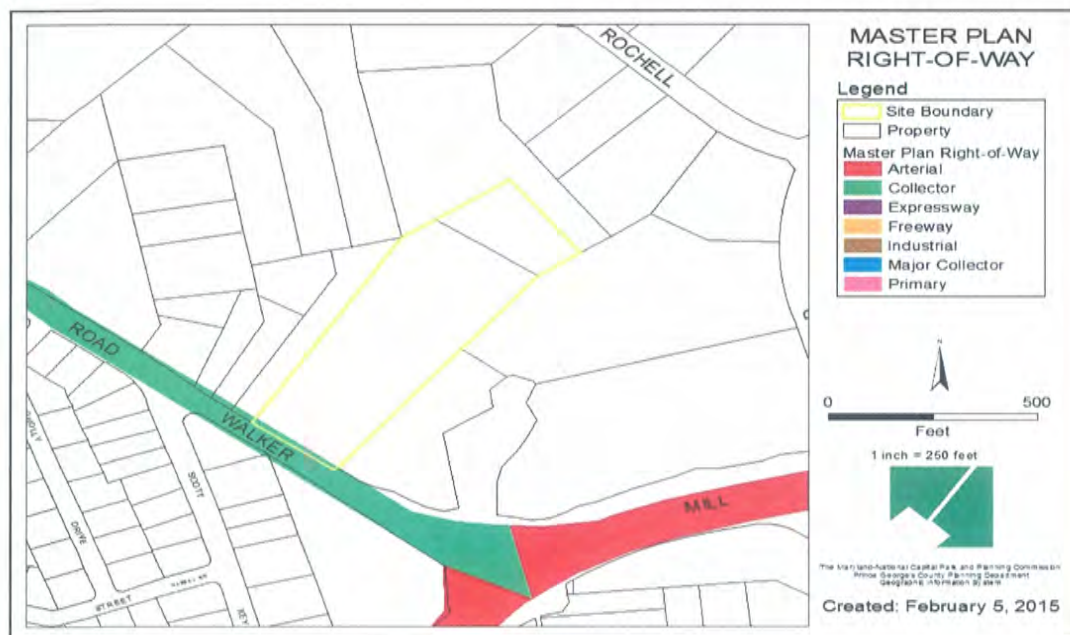 MASTER PLAN
RIGHT-OF-WAY
Legend
Site Boundary
Property
Master Plan Right-of-Way
Arterial
Collector
Expressway
Freeway
Industrial
Major Collector
Primary
N
0 500
Feet
1 inch = 250 feet
The Maryland-National Capital Park and Planning Commission
Prince George's County Planning Department
Geographic Information System
Created: February 5, 2015
ROCHELL
ROAD
WALKER
MILL
SCOTT
DRIVE
STREET
KEY